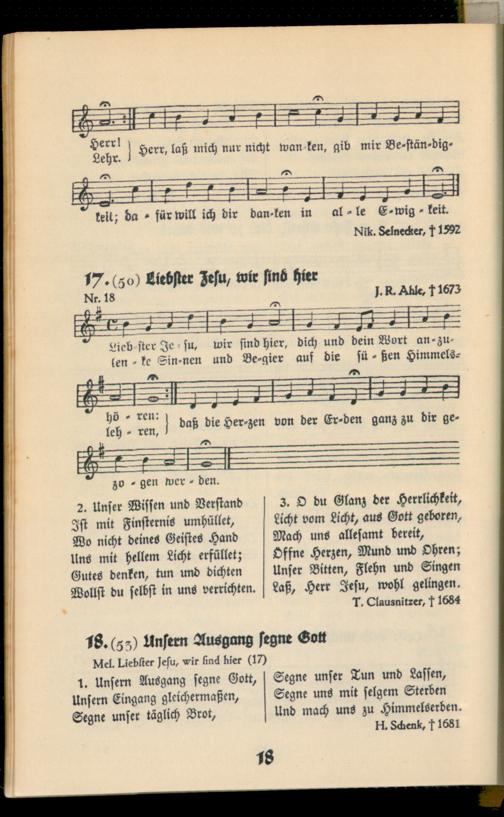 Herr! } Herr, laß mich nur nicht wan-ken, gib mir Be-stän-dig-
Lehr.
keit; da - für will ich dir dan-ken in al - le E-wig - keit.
Nik. Selnecker, † 1592
17. (50) Liebster Jesu, wir sind hier
Nr. 18
J. R. Ahle, † 1673
Lieb-ster Je - su, wir sind hier, dich und dein Wort an-zu-
len - ke Sin-nen und Be-gier auf die sü - ßen Himmels-
hö - ren: } daß die Her-zen von der Er-den ganz zu dir ge-
leh - ren,
zo - gen wer - den.
2. Unser Wissen und Verstand
Ist mit Finsternis umhüllet,
Wo nicht deines Geistes Hand
Uns mit hellem Licht erfüllet;
Gutes denken, tun und dichten
Wollst du selbst in uns verrichten.
3. O du Glanz der Herrlichkeit,
Licht vom Licht, aus Gott geboren,
Mach uns allesamt bereit,
Öffne Herzen, Mund und Ohren;
Unser Bitten, Flehn und Singen
Laß, Herr Jesu, wohl gelingen.
T. Clausnitzer, † 1684
18. (53) Unsern Ausgang segne Gott
Mel. Liebster Jesu, wir sind hier (17)
1. Unsern Ausgang segne Gott,
Unsern Eingang gleichermaßen,
Segne unser täglich Brot,
Segne unser Tun und Lassen,
Segne uns mit selgem Sterben
Und mach uns zu Himmelserben.
H. Schenk, † 1681
18